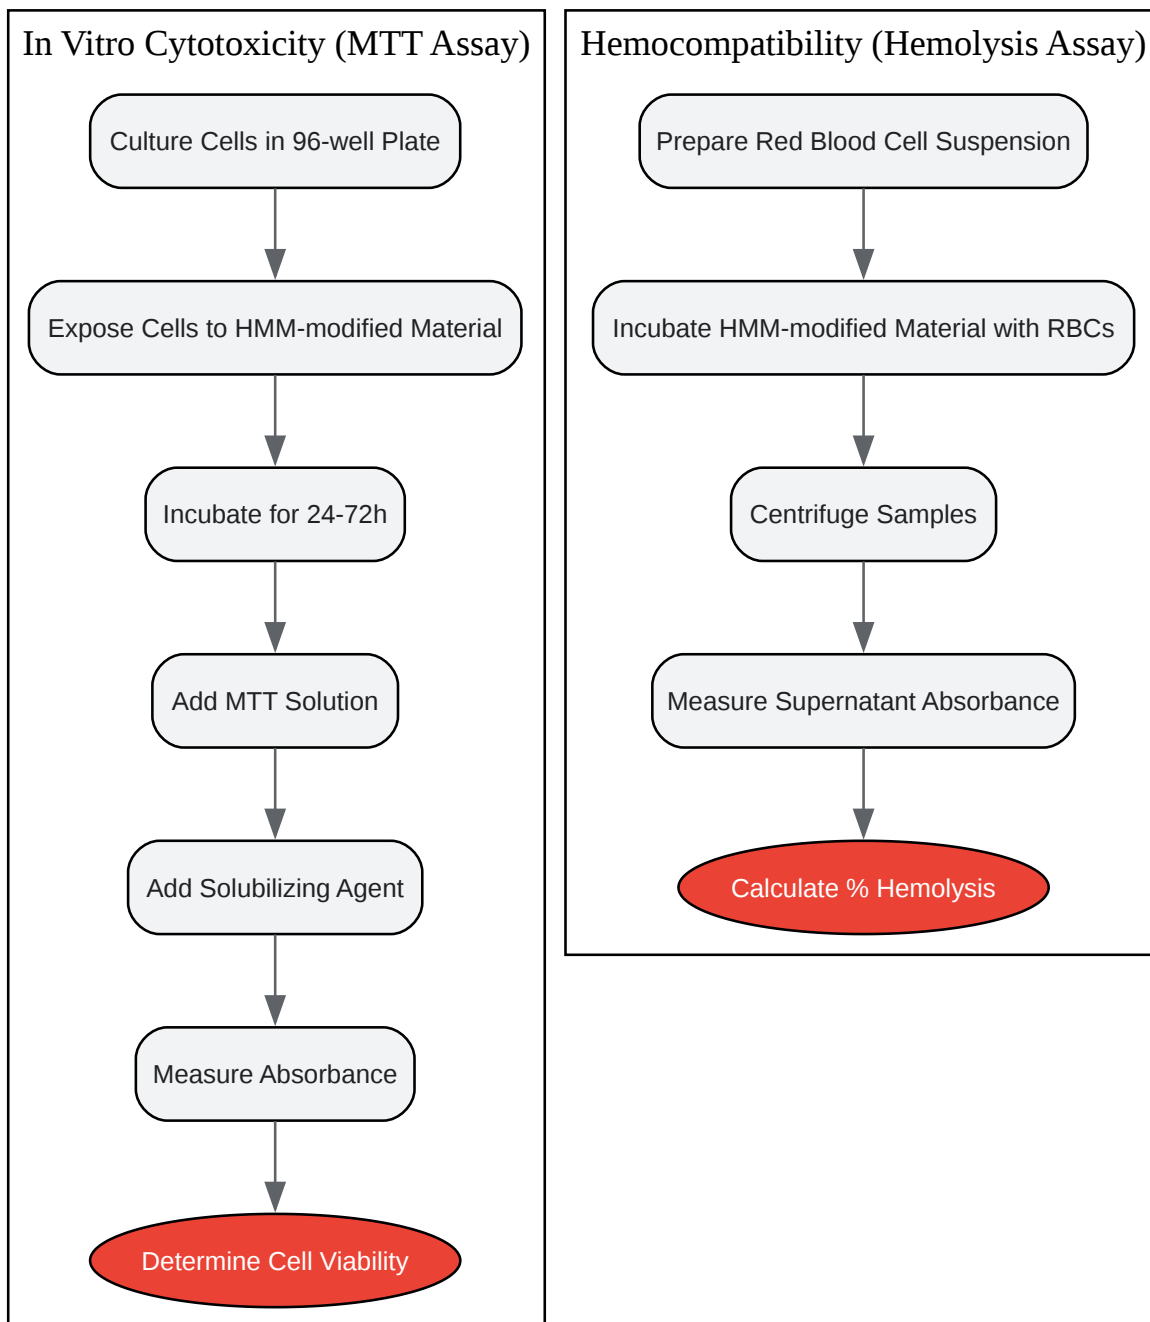 In Vitro Cytotoxicity (MTT Assay)
Culture Cells in 96-well Plate
Expose Cells to HMM-modified Material
Incubate for 24-72h
Add MTT Solution
Add Solubilizing Agent
Measure Absorbance
Determine Cell Viability
Hemocompatibility (Hemolysis Assay)
Prepare Red Blood Cell Suspension
Incubate HMM-modified Material with RBCs
Centrifuge Samples
Measure Supernatant Absorbance
Calculate % Hemolysis